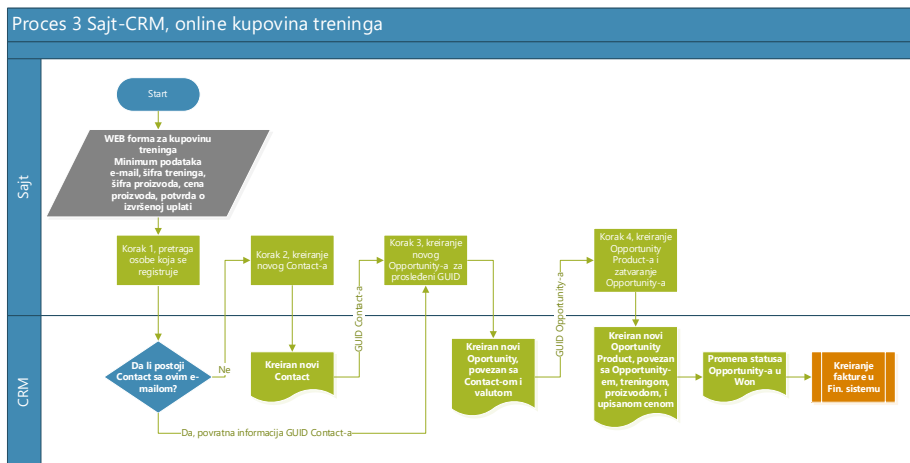 Proces 3 Sajt-CRM, online kupovina treninga
Sajt
Start
WEB forma za kupovinu
treninga
Minimum podataka
e-mail, šifra treninga,
šifra proizvoda, cena
proizvoda, potvrda o
izvršenoj uplati
Korak 1, pretraga
osobe koja se
registruje
Korak 2, kreiranje
novog Contact-a
Korak 3, kreiranje
novog
Opportunity-a za
prosleđeni GUID
Korak 4, kreiranje
Opportunity
Product-a i
zatvaranje
Opportunity-a
CRM
Da li postoji
Contact sa ovim e-
mailom?
Ne
Kreiran novi
Contact
GUID Contact-a
Kreiran novi
Oportunity,
povezan sa
Contact-om i
valutom
GUID Opportunity-a
Kreiran novi
Oportunity
Product, povezan
sa Opportunity-
em, treningom,
proizvodom, i
upisanom cenom
Promena statusa
Opportunity-a u
Won
Kreiranje
fakture u
Fin. sistemu
Da, povratna informacija GUID Contact-a